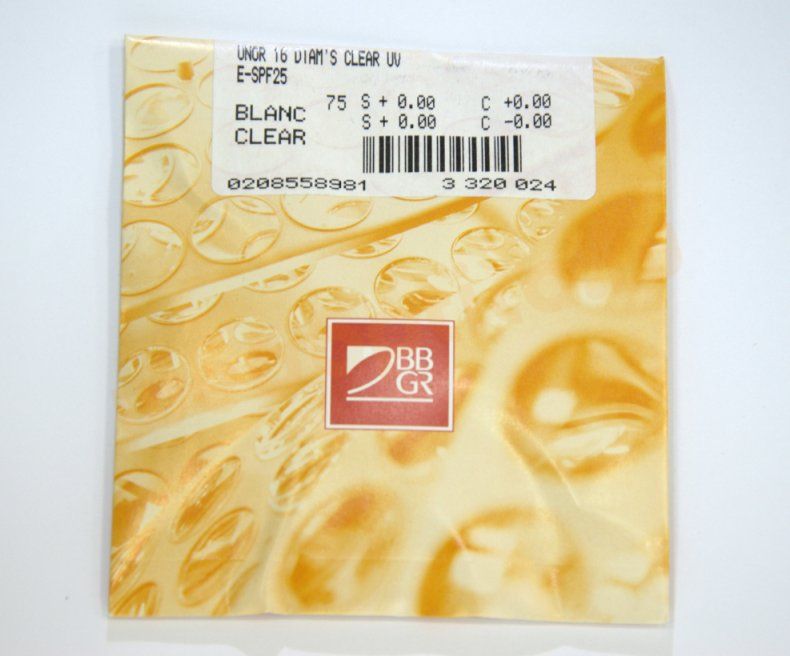 UNOR 16 DIAM'S CLEAR UV
E-SPF25
BLANC 75 S + 0.00 C +0.00
CLEAR S + 0.00 C -0.00
0208558981 3 320 024
BB
GR